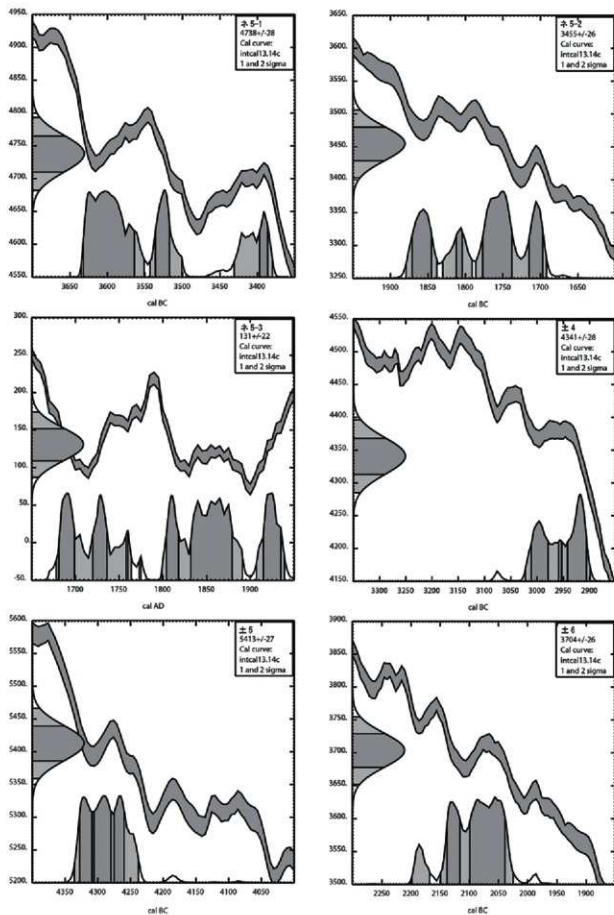 4950.
4900.
4850.
4800.
4750.
4700.
4650.
4600.
4550.
3650 3600 3550 3500 3450 3400
cal BC
ネ 5-1
4738+/-28
Cal curve:
intcal13.14c
1 and 2 sigma
3650.
3600.
3550.
3500.
3450.
3400.
3350.
3300.
3250.
1900 1850 1800 1750 1700 1650
cal BC
ネ 5-2
3455+/-26
Cal curve:
intcal13.14c
1 and 2 sigma
300.
250.
200.
150.
100.
50.
0.
-50.
1700 1750 1800 1850 1900
cal AD
ネ 5-3
131+/-22
Cal curve:
intcal13.14c
1 and 2 sigma
4550.
4500.
4450.
4400.
4350.
4300.
4250.
4200.
4150.
3300 3250 3200 3150 3100 3050 3000 2950 2900
cal BC
土 4
4341+/-28
Cal curve:
intcal13.14c
1 and 2 sigma
5600.
5550.
5500.
5450.
5400.
5350.
5300.
5250.
5200.
4350 4300 4250 4200 4150 4100 4050
cal BC
土 5
5413+/-27
Cal curve:
intcal13.14c
1 and 2 sigma
3900.
3850.
3800.
3750.
3700.
3650.
3600.
3550.
3500.
2250 2200 2150 2100 2050 2000 1950 1900
cal BC
土 6
3704+/-26
Cal curve:
intcal13.14c
1 and 2 sigma